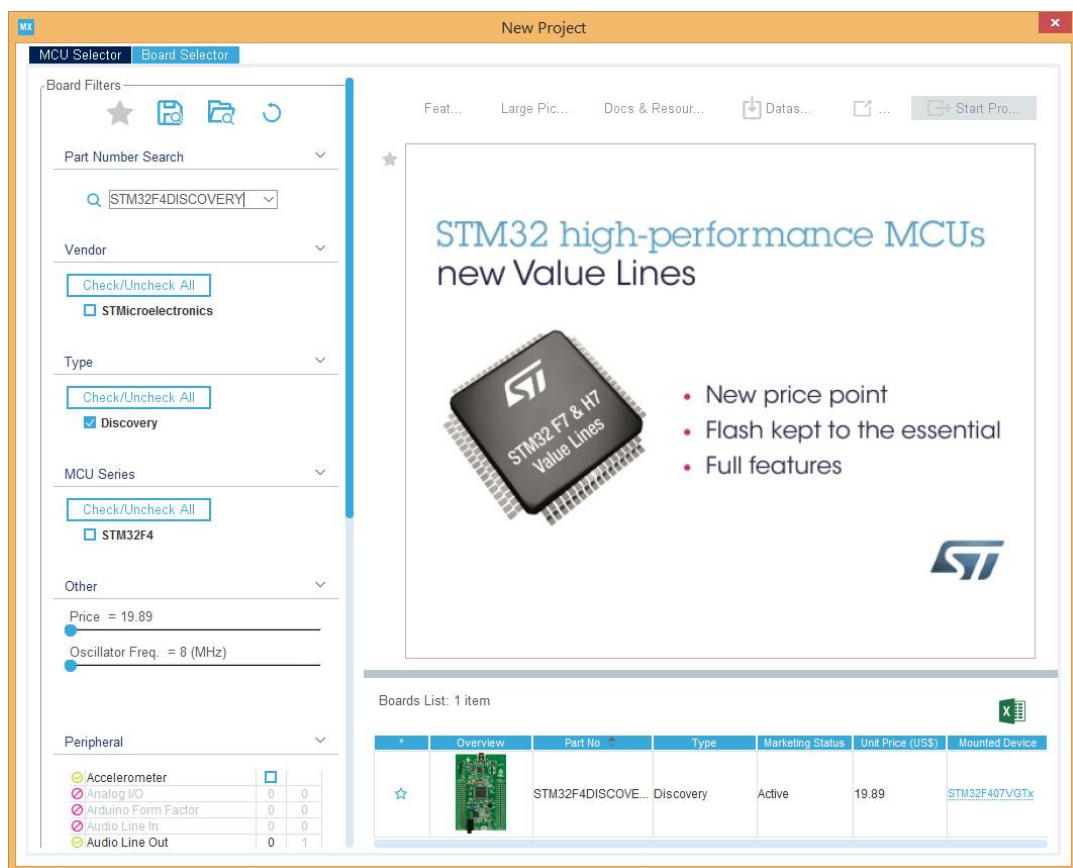 MX
New Project
MCU Selector Board Selector
Board Filters
Part Number Search
STM32F4DISCOVERY
Vendor
Check/Uncheck All
STMicroelectronics
Type
Check/Uncheck All
Discovery
MCU Series
Check/Uncheck All
STM32F4
Other
Price = 19.89
Oscillator Freq. = 8 (MHz)
Peripheral
Accelerometer
Analog I/O 0 0
Arduino Form Factor 0 0
Audio Line In 0 0
Audio Line Out 0 1
Feat... Large Pic... Docs & Resour... Datas... ... Start Pro...
STM32 high-performance MCUs
new Value Lines
ST
STM32 F7 & H7
Value Lines
• New price point
• Flash kept to the essential
• Full features
ST
Boards List: 1 item
X
* Overview Part No Type Marketing Status Unit Price (US$) Mounted Device
STM32F4DISCOVE... Discovery Active 19.89 STM32F407VGTx